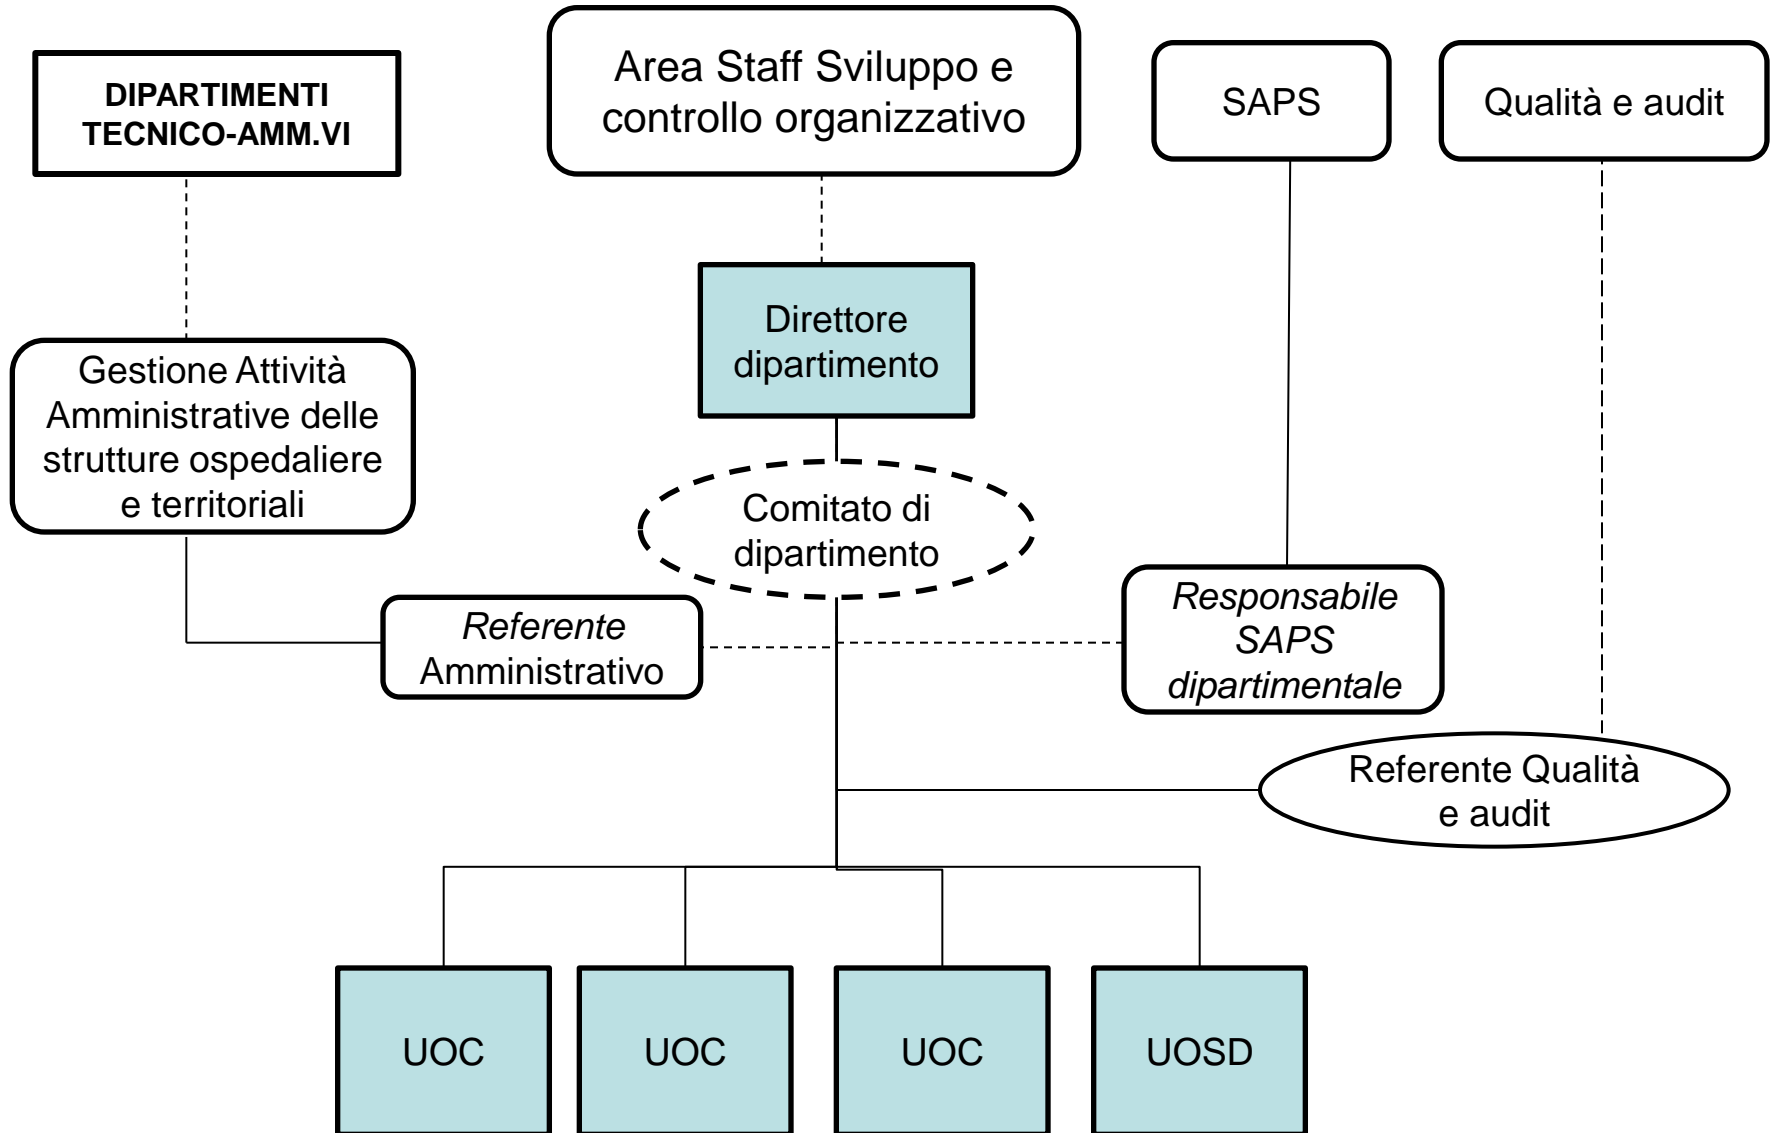 DIPARTIMENTI
TECNICO-AMM.VI
Area Staff Sviluppo e
controllo organizzativo
SAPS
Qualità e audit
Direttore
dipartimento
Gestione Attività
Amministrative delle
strutture ospedaliere
e territoriali
Comitato di
dipartimento
Referente
Amministrativo
Responsabile
SAPS
dipartimentale
Referente Qualità
e audit
UOC
UOC
UOC
UOSD